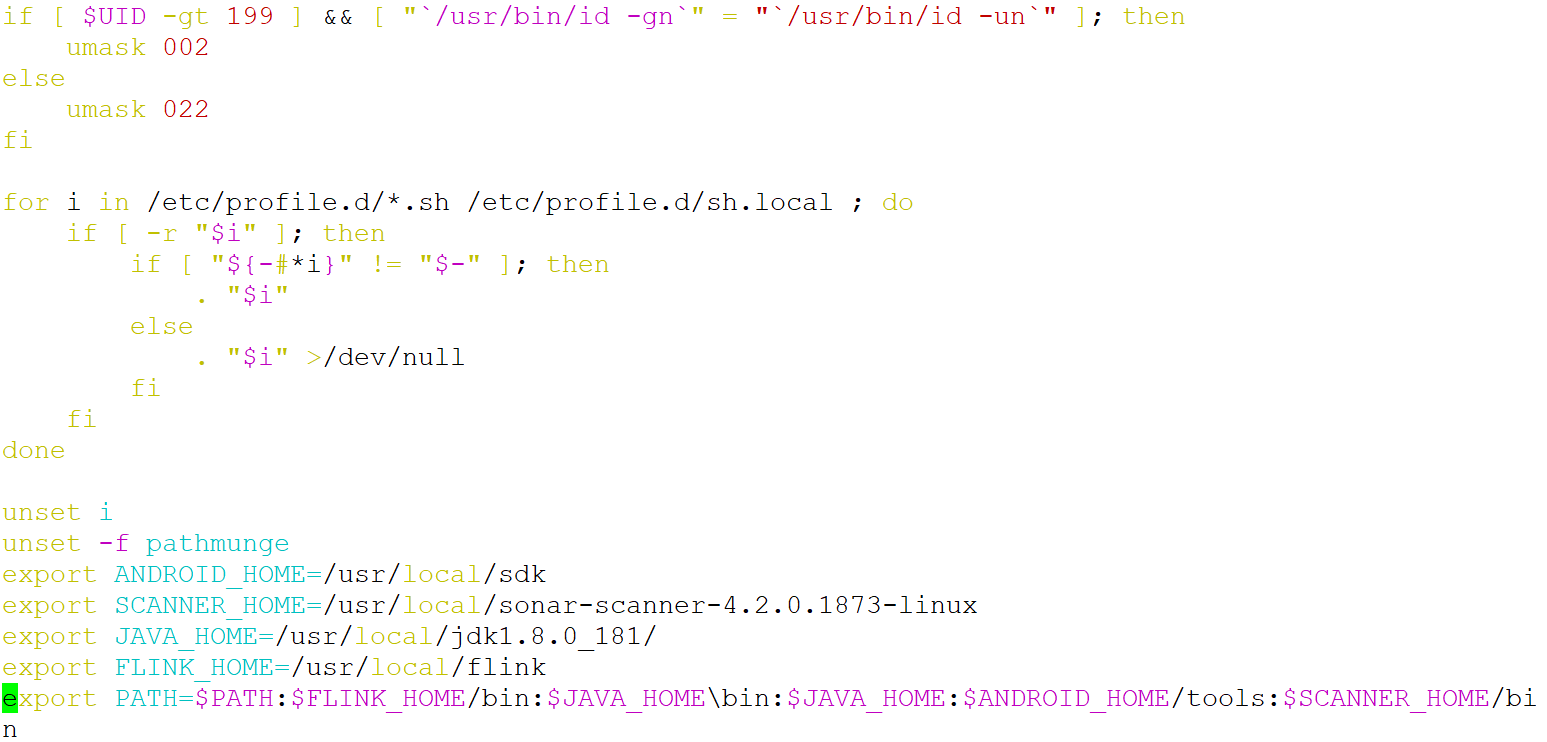 if [ $UID -gt 199 ] && [ "`/usr/bin/id -gn`" = "`/usr/bin/id -un`" ]; then
    umask 002
else
    umask 022
fi

for i in /etc/profile.d/*.sh /etc/profile.d/sh.local ; do
    if [ -r "$i" ]; then
        if [ "${-#*i}" != "$-" ]; then
            . "$i"
        else
            . "$i" >/dev/null
        fi
    fi
done

unset i
unset -f pathmunge
export ANDROID_HOME=/usr/local/sdk
export SCANNER_HOME=/usr/local/sonar-scanner-4.2.0.1873-linux
export JAVA_HOME=/usr/local/jdk1.8.0_181/
export FLINK_HOME=/usr/local/flink
export PATH=$PATH:$FLINK_HOME/bin:$JAVA_HOME\bin:$JAVA_HOME:$ANDROID_HOME/tools:$SCANNER_HOME/bi
n